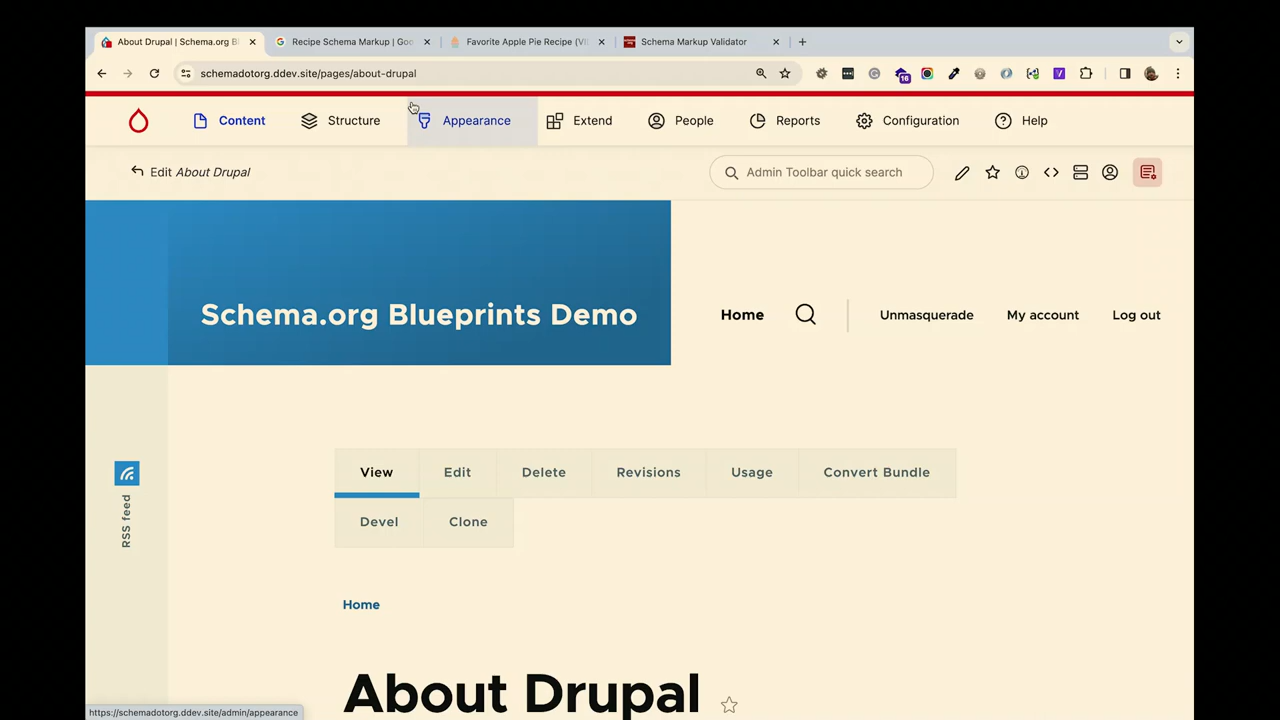 About Drupal | Schema.org Bl
Recipe Schema Markup | Goo
Favorite Apple Pie Recipe (VI
Schema Markup Validator
schemadotorg.ddev.site/pages/about-drupal
16
Content
Structure
Appearance
Extend
People
Reports
Configuration
Help
Edit About Drupal
Admin Toolbar quick search
Schema.org Blueprints Demo
Home
Unmasquerade
My account
Log out
RSS feed
View
Edit
Delete
Revisions
Usage
Convert Bundle
Devel
Clone
Home
About Drupal
https://schemadotorg.ddev.site/admin/appearance